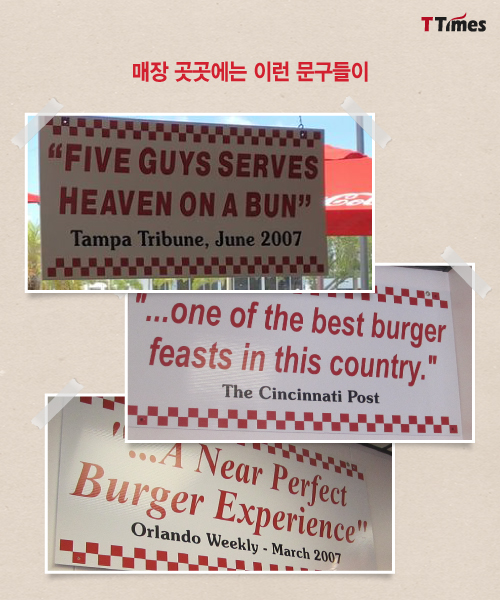 TTimes
매장 곳곳에는 이런 문구들이
"FIVE GUYS SERVES
HEAVEN ON A BUN"
Tampa Tribune, June 2007
"...one of the best burger
feasts in this country."
The Cincinnati Post
"...A Near Perfect
Burger Experience"
Orlando Weekly - March 2007